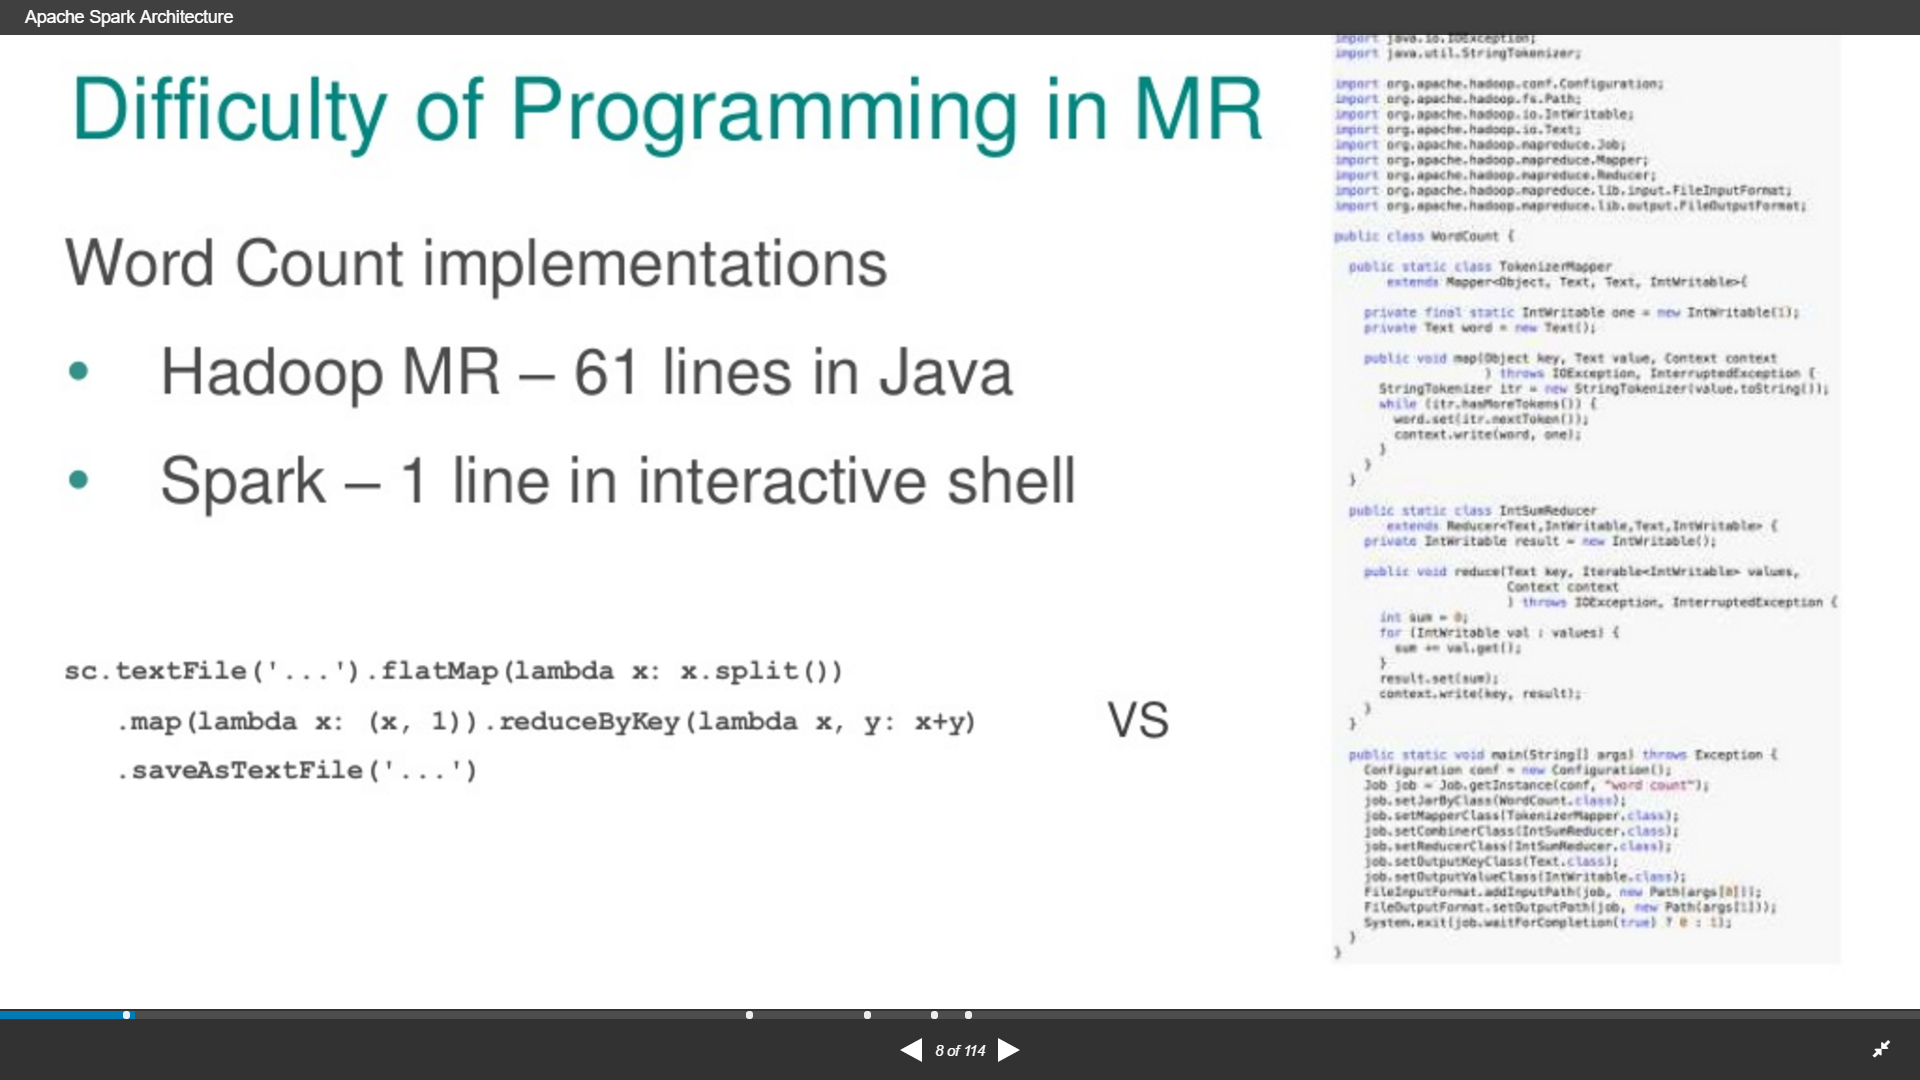 Apache Spark Architecture
Difficulty of Programming in MR
Word Count implementations
• Hadoop MR – 61 lines in Java
• Spark – 1 line in interactive shell
sc.textFile('...').flatMap(lambda x: x.split())
.map(lambda x: (x, 1)).reduceByKey(lambda x, y: x+y)
.saveAsTextFile('...')
VS
import java.io.IOException;
import java.util.StringTokenizer;
import org.apache.hadoop.conf.Configuration;
import org.apache.hadoop.fs.Path;
import org.apache.hadoop.io.IntWritable;
import org.apache.hadoop.io.Text;
import org.apache.hadoop.mapreduce.Job;
import org.apache.hadoop.mapreduce.Mapper;
import org.apache.hadoop.mapreduce.Reducer;
import org.apache.hadoop.mapreduce.lib.input.FileInputFormat;
import org.apache.hadoop.mapreduce.lib.output.FileOutputFormat;
public class WordCount {
public static class TokenizerMapper
extends Mapper<Object, Text, Text, IntWritable>{
private final static IntWritable one = new IntWritable(1);
private Text word = new Text();
public void map(Object key, Text value, Context context
) throws IOException, InterruptedException {
StringTokenizer itr = new StringTokenizer(value.toString());
while (itr.hasMoreTokens()) {
word.set(itr.nextToken());
context.write(word, one);
}
}
}
public static class IntSumReducer
extends Reducer<Text,IntWritable,Text,IntWritable> {
private IntWritable result = new IntWritable();
public void reduce(Text key, Iterable<IntWritable> values,
Context context
) throws IOException, InterruptedException {
int sum = 0;
for (IntWritable val : values) {
sum += val.get();
}
result.set(sum);
context.write(key, result);
}
}
public static void main(String[] args) throws Exception {
Configuration conf = new Configuration();
Job job = Job.getInstance(conf, "word count");
job.setJarByClass(WordCount.class);
job.setMapperClass(TokenizerMapper.class);
job.setCombinerClass(IntSumReducer.class);
job.setReducerClass(IntSumReducer.class);
job.setOutputKeyClass(Text.class);
job.setOutputValueClass(IntWritable.class);
FileInputFormat.addInputPath(job, new Path(args[0]));
FileOutputFormat.setOutputPath(job, new Path(args[1]));
System.exit(job.waitForCompletion(true) ? 0 : 1);
}
}
8 of 114